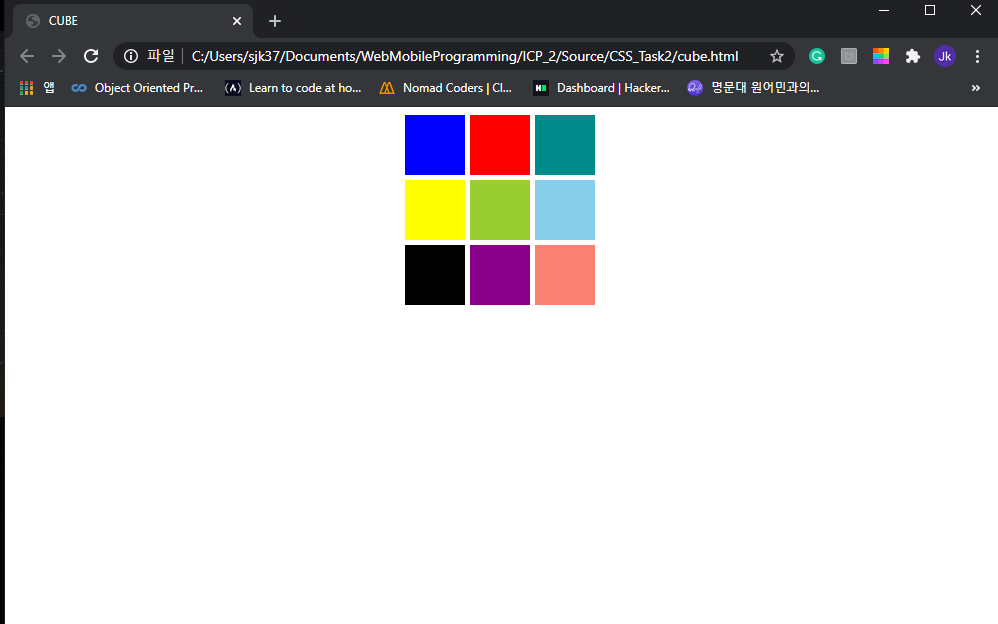 CUBE
파일 C:/Users/sjk37/Documents/WebMobileProgramming/ICP_2/Source/CSS_Task2/cube.html Jk
앱 Object Oriented Pr... Learn to code at ho... Nomad Coders | Cl... Dashboard | Hacker... 명문대 원어민과의...